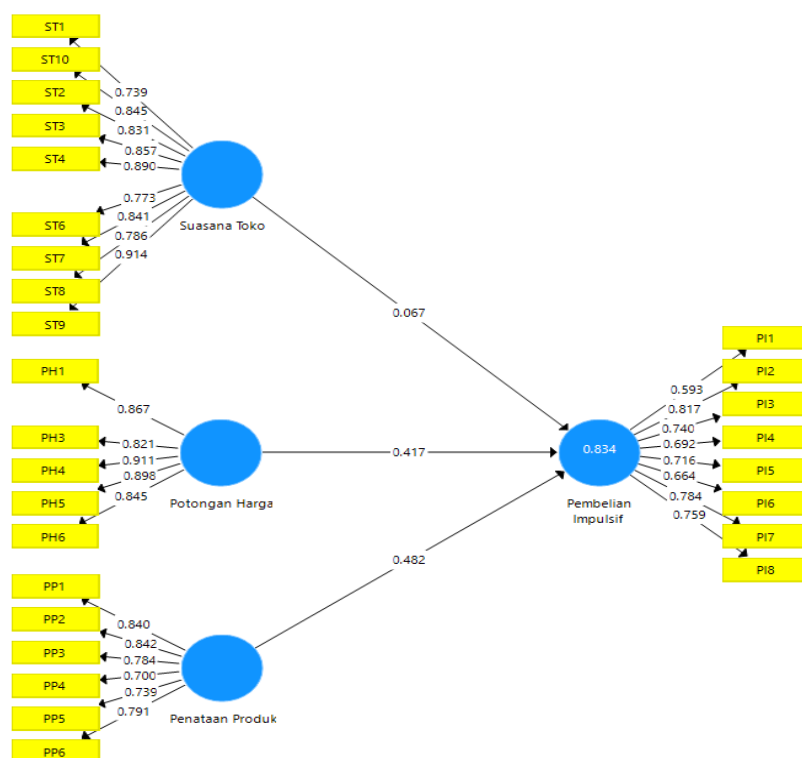 ST1
ST10
ST2
ST3
ST4
ST6
ST7
ST8
ST9
0.739
0.845
0.831
0.857
0.890
0.773
0.841
0.786
0.914
Suasana Toko
0.067
PH1
PH3
PH4
PH5
PH6
0.867
0.821
0.911
0.898
0.845
Potongan Harga
0.417
PP1
PP2
PP3
PP4
PP5
PP6
0.840
0.842
0.784
0.700
0.739
0.791
Penataan Produk
0.482
0.834
Pembelian
Impulsif
0.593
0.817
0.740
0.692
0.716
0.664
0.784
0.759
PI1
PI2
PI3
PI4
PI5
PI6
PI7
PI8